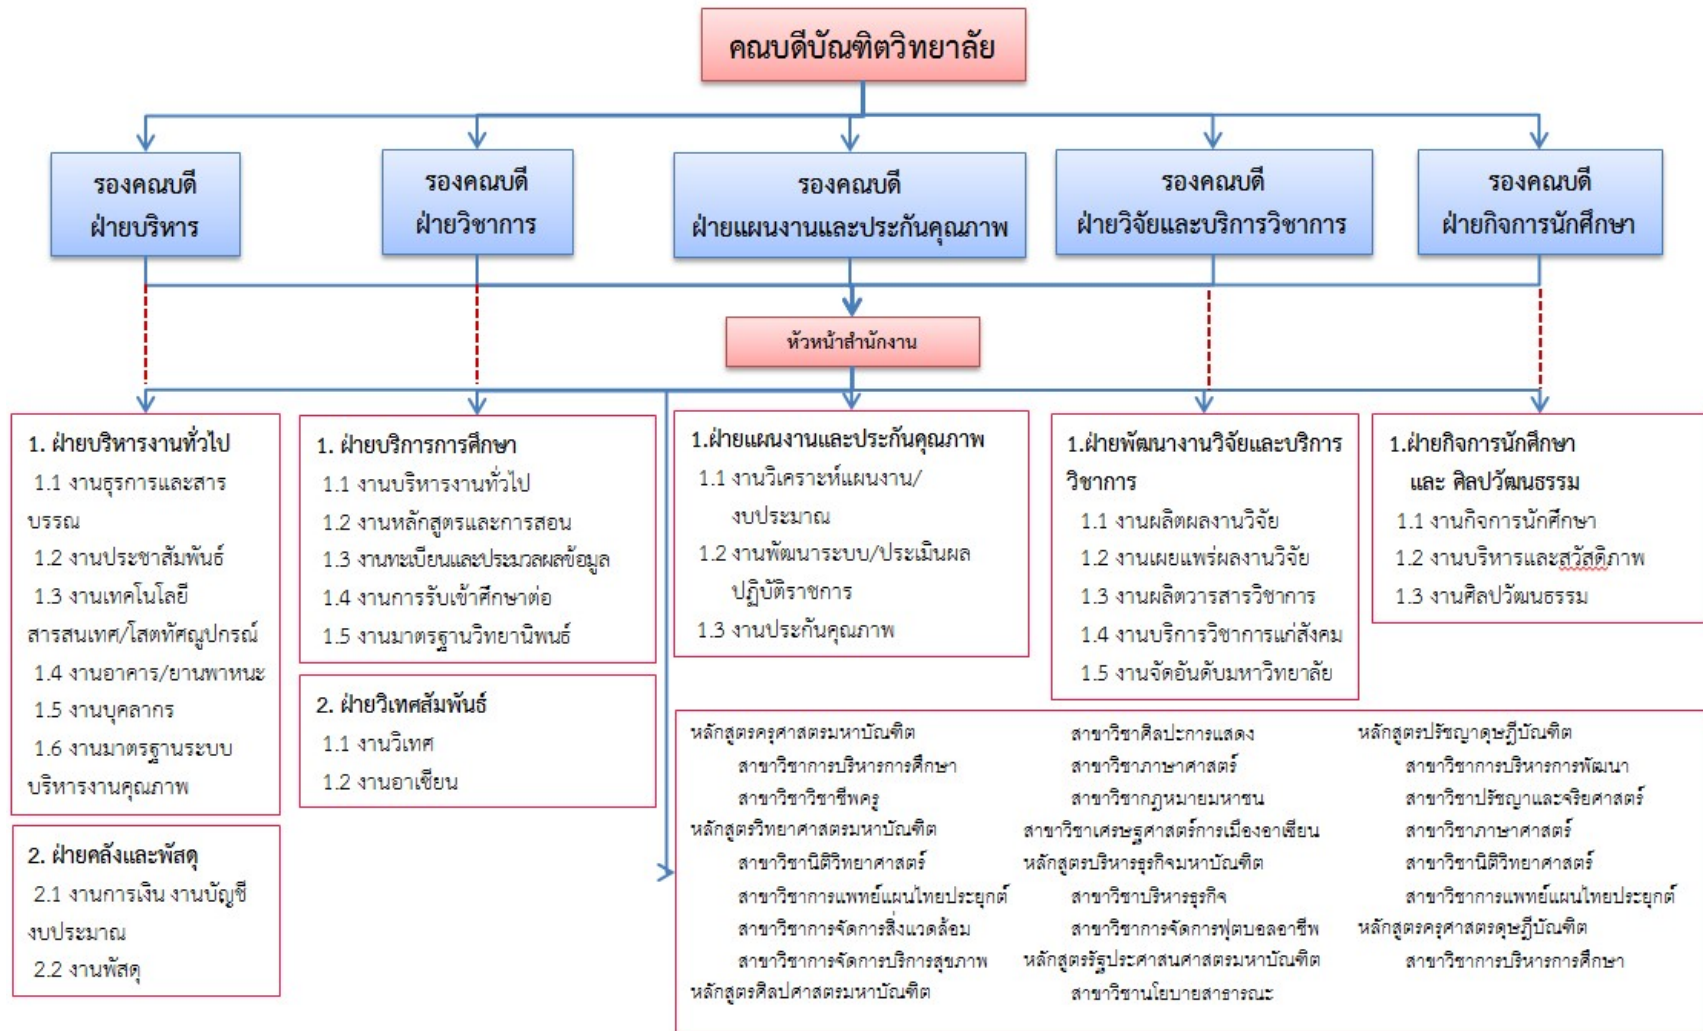 คณบดีบัณฑิตวิทยาลัย
รองคณบดี
ฝ่ายบริหาร
รองคณบดี
ฝ่ายวิชาการ
รองคณบดี
ฝ่ายแผนงานและประกันคุณภาพ
รองคณบดี
ฝ่ายวิจัยและบริการวิชาการ
รองคณบดี
ฝ่ายกิจการนักศึกษา
หัวหน้าสำนักงาน
1. ฝ่ายบริหารงานทั่วไป
1.1 งานธุรการและสาร
บรรณ
1.2 งานประชาสัมพันธ์
1.3 งานเทคโนโลยี
สารสนเทศ/โสตทัศณูปกรณ์
1.4 งานอาคาร/ยานพาหนะ
1.5 งานบุคลากร
1.6 งานมาตรฐานระบบ
บริหารงานคุณภาพ
2. ฝ่ายคลังและพัสดุ
2.1 งานการเงิน งานบัญชี
งบประมาณ
2.2 งานพัสดุ
1. ฝ่ายบริการการศึกษา
1.1 งานบริหารงานทั่วไป
1.2 งานหลักสูตรและการสอน
1.3 งานทะเบียนและประมวลผลข้อมูล
1.4 งานการรับเข้าศึกษาต่อ
1.5 งานมาตรฐานวิทยานิพนธ์
2. ฝ่ายวิเทศสัมพันธ์
1.1 งานวิเทศ
1.2 งานอาเซียน
1.ฝ่ายแผนงานและประกันคุณภาพ
1.1 งานวิเคราะห์แผนงาน/
งบประมาณ
1.2 งานพัฒนาระบบ/ประเมินผล
ปฏิบัติราชการ
1.3 งานประกันคุณภาพ
1.ฝ่ายพัฒนางานวิจัยและบริการ
วิชาการ
1.1 งานผลิตผลงานวิจัย
1.2 งานเผยแพร่ผลงานวิจัย
1.3 งานผลิตวารสารวิชาการ
1.4 งานบริการวิชาการแก่สังคม
1.5 งานจัดอันดับมหาวิทยาลัย
1.ฝ่ายกิจการนักศึกษา
และ ศิลปวัฒนธรรม
1.1 งานกิจการนักศึกษา
1.2 งานบริหารและสวัสดิภาพ
1.3 งานศิลปวัฒนธรรม
หลักสูตรครุศาสตรมหาบัณฑิต
สาขาวิชาการบริหารการศึกษา
สาขาวิชาวิชาชีพครู
หลักสูตรวิทยาศาสตรมหาบัณฑิต
สาขาวิชานิติวิทยาศาสตร์
สาขาวิชาการแพทย์แผนไทยประยุกต์
สาขาวิชาการจัดการสิ่งแวดล้อม
สาขาวิชาการจัดการบริการสุขภาพ
หลักสูตรศิลปศาสตรมหาบัณฑิต
สาขาวิชาศิลปะการแสดง
สาขาวิชาภาษาศาสตร์
สาขาวิชากฎหมายมหาชน
สาขาวิชาเศรษฐศาสตร์การเมืองอาเซียน
หลักสูตรบริหารธุรกิจมหาบัณฑิต
สาขาวิชาบริหารธุรกิจ
สาขาวิชาการจัดการฟุตบอลอาชีพ
หลักสูตรรัฐประศาสนศาสตรมหาบัณฑิต
สาขาวิชานโยบายสาธารณะ
หลักสูตรปรัชญาดุษฎีบัณฑิต
สาขาวิชาการบริหารการพัฒนา
สาขาวิชาปรัชญาและจริยศาสตร์
สาขาวิชาภาษาศาสตร์
สาขาวิชานิติวิทยาศาสตร์
สาขาวิชาการแพทย์แผนไทยประยุกต์
หลักสูตรครุศาสตรดุษฎีบัณฑิต
สาขาวิชาการบริหารการศึกษา